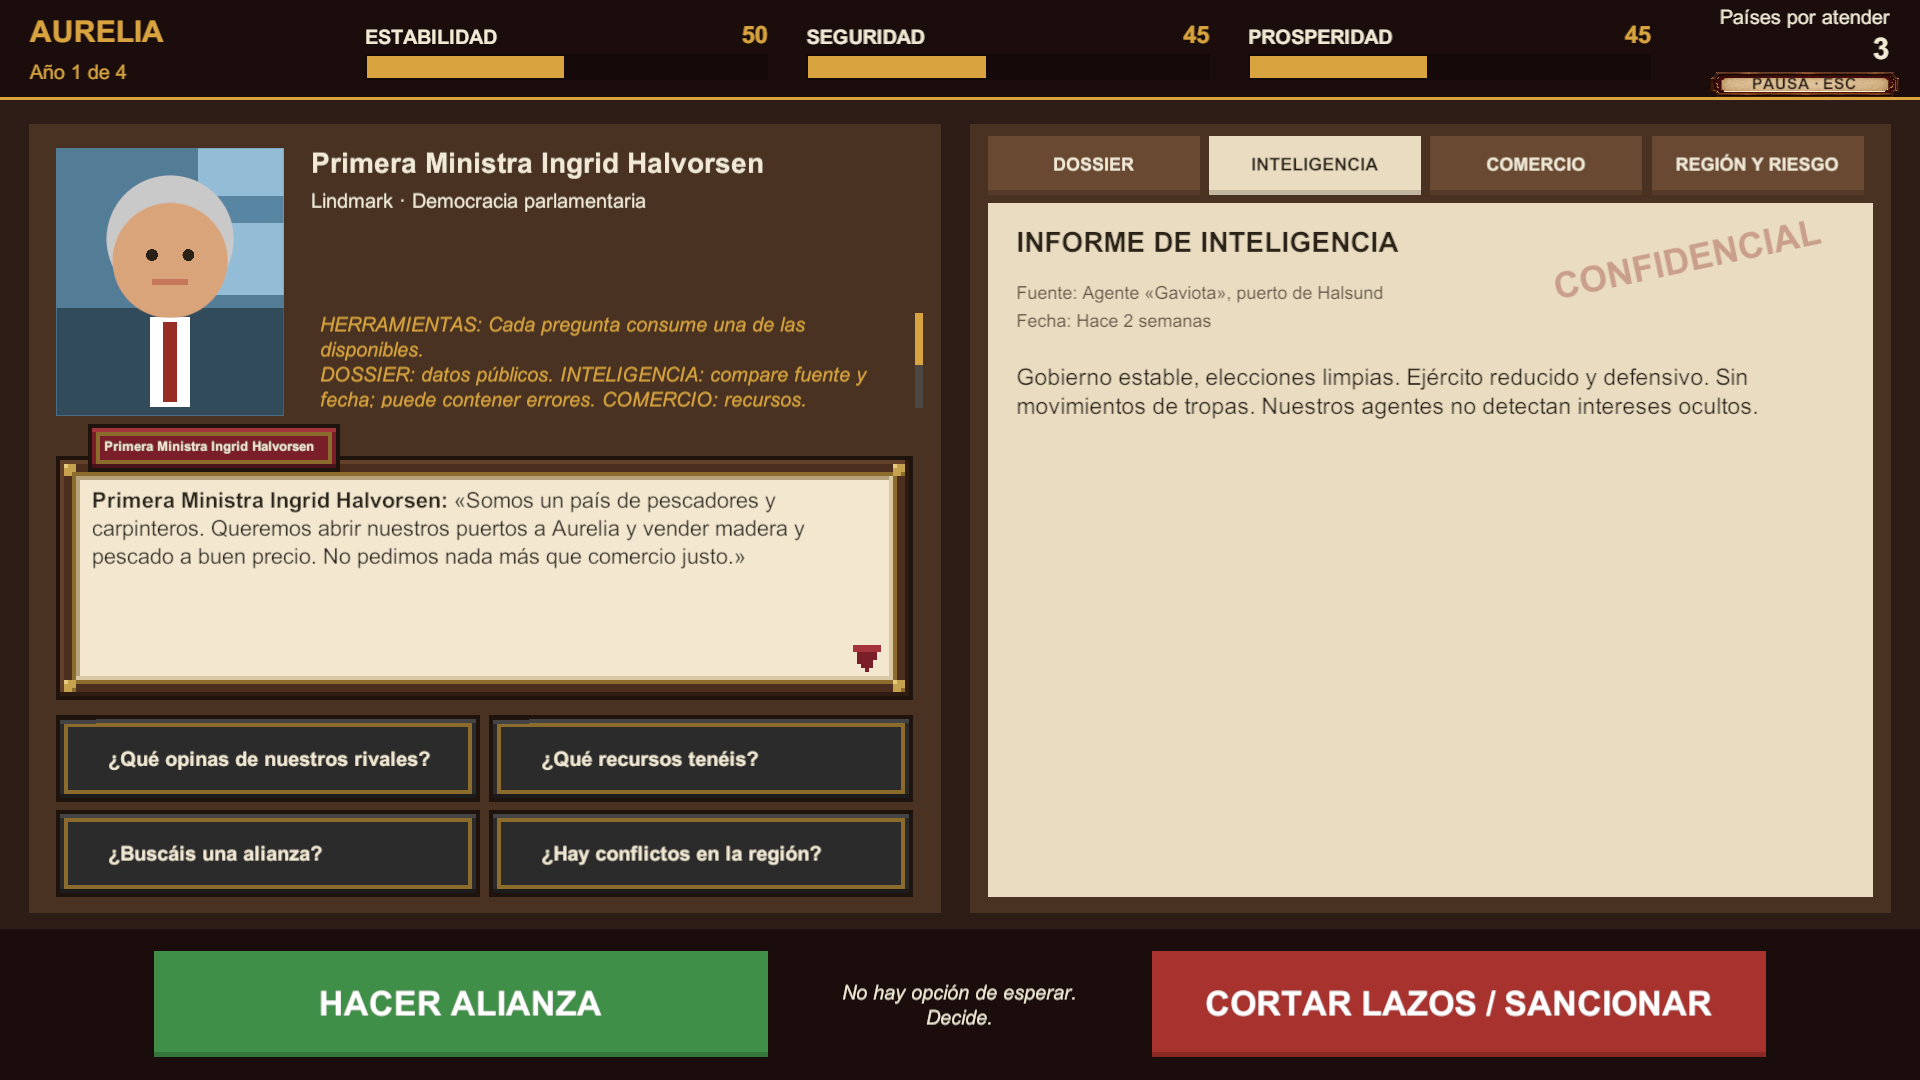 AURELIA
Año 1 de 4
ESTABILIDAD 50
SEGURIDAD 45
PROSPERIDAD 45
Países por atender
3
PAUSA · ESC
Primera Ministra Ingrid Halvorsen
Lindmark · Democracia parlamentaria
HERRAMIENTAS: Cada pregunta consume una de las
disponibles.
DOSSIER: datos públicos. INTELIGENCIA: compare fuente y
fecha; puede contener errores. COMERCIO: recursos.
Primera Ministra Ingrid Halvorsen
Primera Ministra Ingrid Halvorsen: «Somos un país de pescadores y
carpinteros. Queremos abrir nuestros puertos a Aurelia y vender madera y
pescado a buen precio. No pedimos nada más que comercio justo.»
¿Qué opinas de nuestros rivales?
¿Qué recursos tenéis?
¿Buscáis una alianza?
¿Hay conflictos en la región?
DOSSIER
INTELIGENCIA
COMERCIO
REGIÓN Y RIESGO
INFORME DE INTELIGENCIA
CONFIDENCIAL
Fuente: Agente «Gaviota», puerto de Halsund
Fecha: Hace 2 semanas
Gobierno estable, elecciones limpias. Ejército reducido y defensivo. Sin
movimientos de tropas. Nuestros agentes no detectan intereses ocultos.
HACER ALIANZA
No hay opción de esperar.
Decide.
CORTAR LAZOS / SANCIONAR